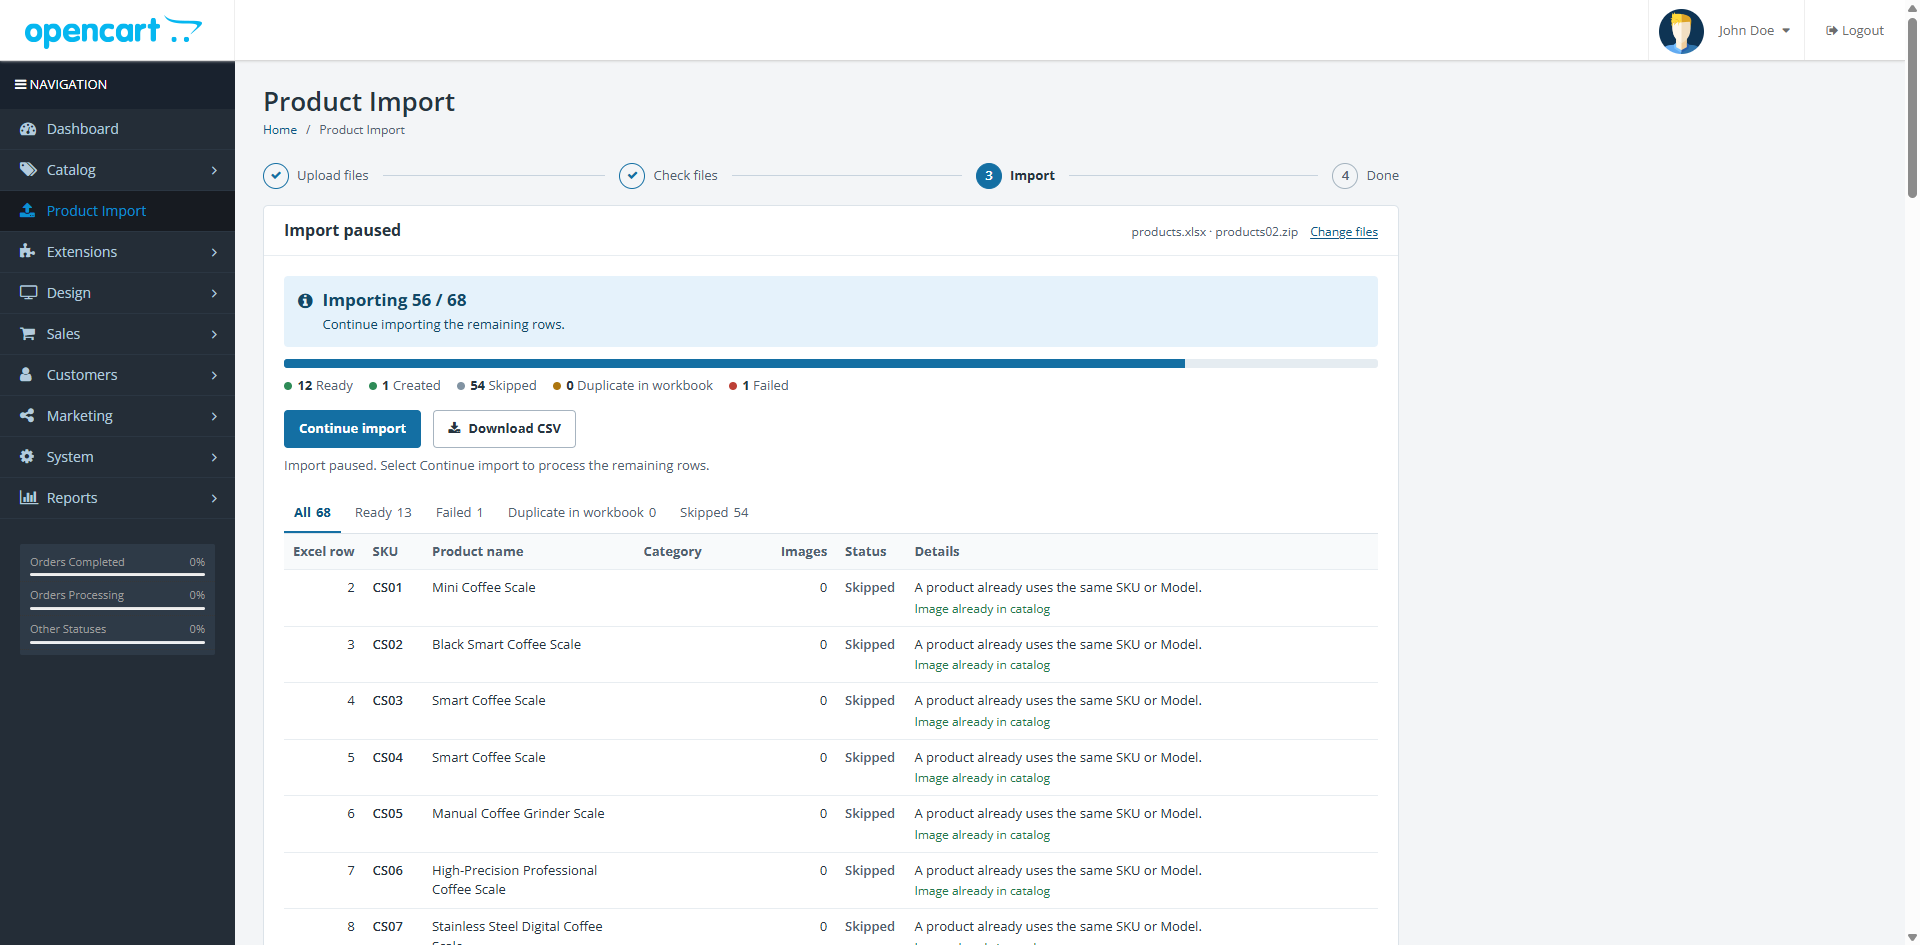 opencart
John Doe
Logout
NAVIGATION
Dashboard
Catalog
Product Import
Extensions
Design
Sales
Customers
Marketing
System
Reports
Orders Completed 0%
Orders Processing 0%
Other Statuses 0%
Product Import
Home / Product Import
Upload files
Check files
3 Import
4 Done
Import paused
products.xlsx · products02.zip Change files
Importing 56 / 68
Continue importing the remaining rows.
12 Ready 1 Created 54 Skipped 0 Duplicate in workbook 1 Failed
Continue import Download CSV
Import paused. Select Continue import to process the remaining rows.
All 68 Ready 13 Failed 1 Duplicate in workbook 0 Skipped 54
Excel row SKU Product name Category Images Status Details
2 CS01 Mini Coffee Scale 0 Skipped A product already uses the same SKU or Model.
Image already in catalog
3 CS02 Black Smart Coffee Scale 0 Skipped A product already uses the same SKU or Model.
Image already in catalog
4 CS03 Smart Coffee Scale 0 Skipped A product already uses the same SKU or Model.
Image already in catalog
5 CS04 Smart Coffee Scale 0 Skipped A product already uses the same SKU or Model.
Image already in catalog
6 CS05 Manual Coffee Grinder Scale 0 Skipped A product already uses the same SKU or Model.
Image already in catalog
7 CS06 High-Precision Professional 0 Skipped A product already uses the same SKU or Model.
Coffee Scale Image already in catalog
8 CS07 Stainless Steel Digital Coffee 0 Skipped A product already uses the same SKU or Model.